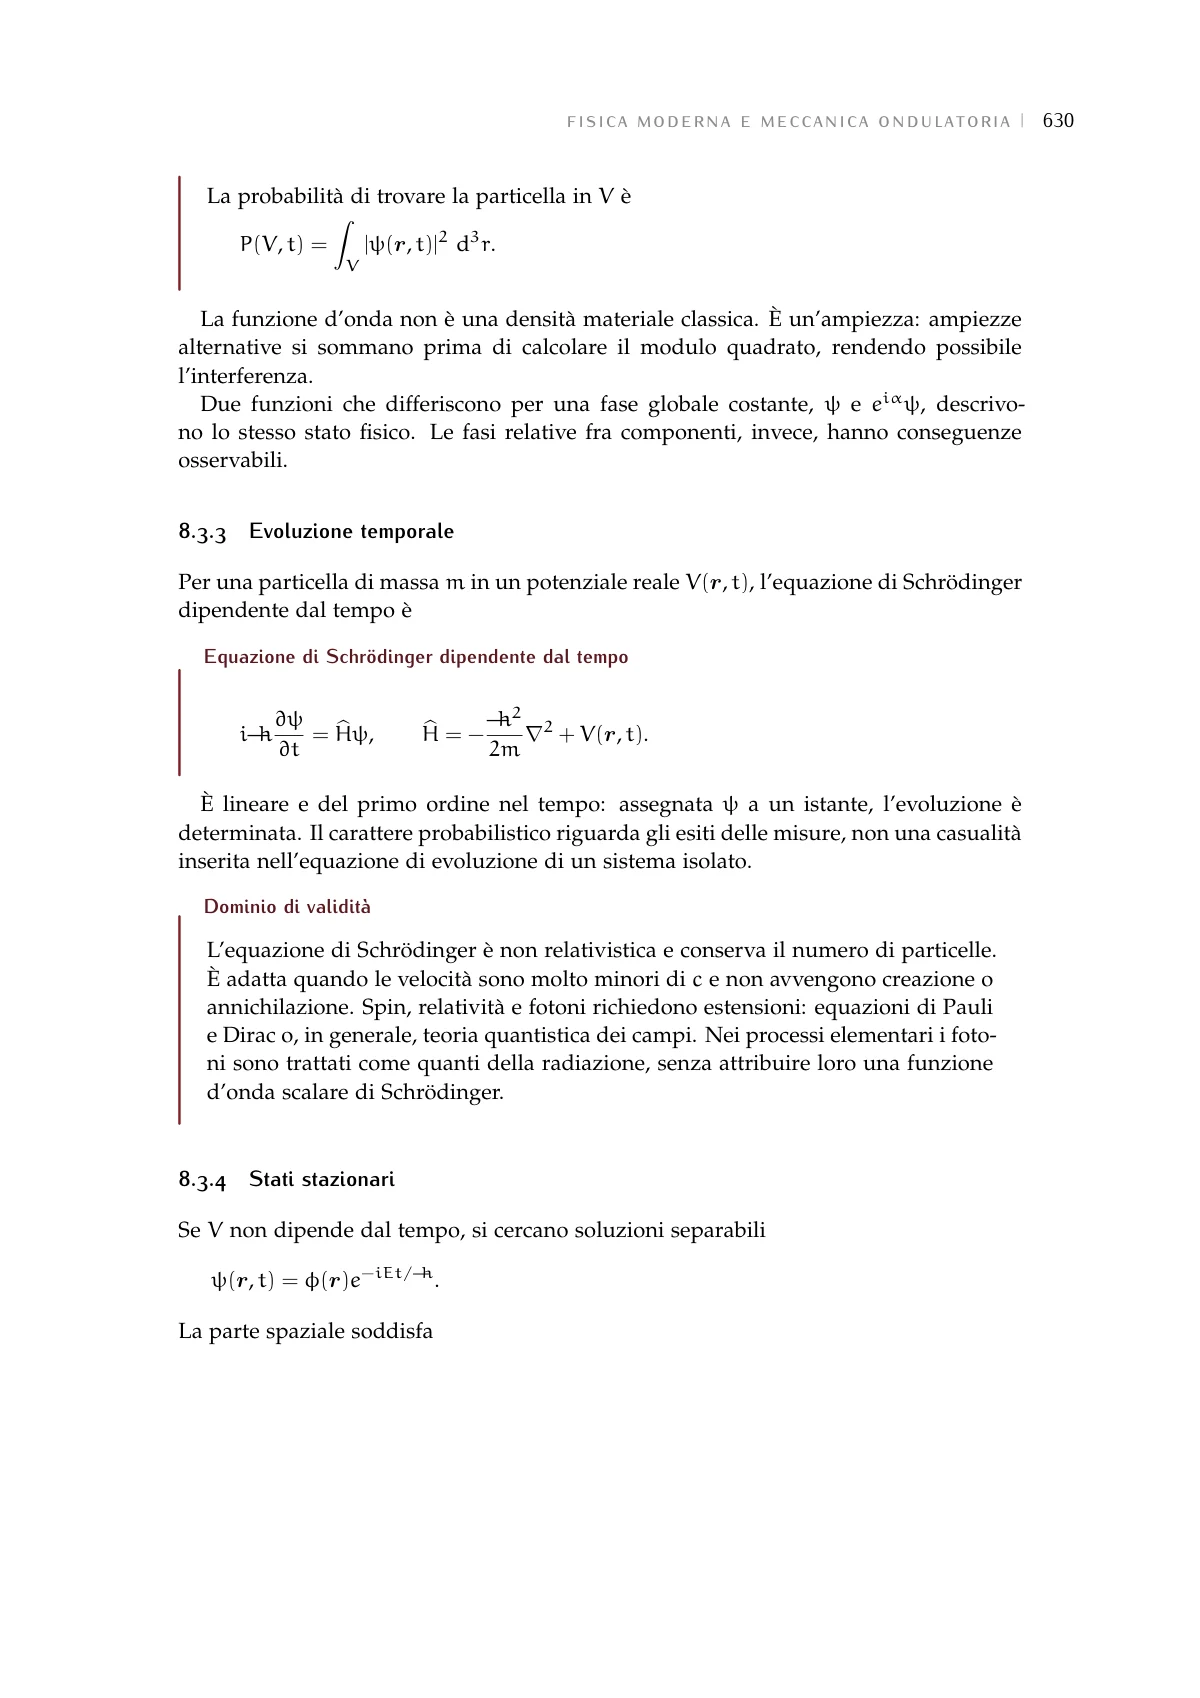 FISICA MODERNA E MECCANICA ONDULATORIA | 630
La probabilità di trovare la particella in V è
P(V, t) = ∫_V |ψ(r, t)|² d³r.
La funzione d’onda non è una densità materiale classica. È un’ampiezza: ampiezze
alternative si sommano prima di calcolare il modulo quadrato, rendendo possibile
l’interferenza.
Due funzioni che differiscono per una fase globale costante, ψ e e^{iα}ψ, descrivo-
no lo stesso stato fisico. Le fasi relative fra componenti, invece, hanno conseguenze
osservabili.
8.3.3 Evoluzione temporale
Per una particella di massa m in un potenziale reale V(r, t), l’equazione di Schrödinger
dipendente dal tempo è
Equazione di Schrödinger dipendente dal tempo
iħ ∂ψ/∂t = Ĥψ, Ĥ = −ħ²/2m ∇² + V(r, t).
È lineare e del primo ordine nel tempo: assegnata ψ a un istante, l’evoluzione è
determinata. Il carattere probabilistico riguarda gli esiti delle misure, non una casualità
inserita nell’equazione di evoluzione di un sistema isolato.
Dominio di validità
L’equazione di Schrödinger è non relativistica e conserva il numero di particelle.
È adatta quando le velocità sono molto minori di c e non avvengono creazione o
annichilazione. Spin, relatività e fotoni richiedono estensioni: equazioni di Pauli
e Dirac o, in generale, teoria quantistica dei campi. Nei processi elementari i foto-
ni sono trattati come quanti della radiazione, senza attribuire loro una funzione
d’onda scalare di Schrödinger.
8.3.4 Stati stazionari
Se V non dipende dal tempo, si cercano soluzioni separabili
ψ(r, t) = ϕ(r)e^{−iEt/ħ}.
La parte spaziale soddisfa